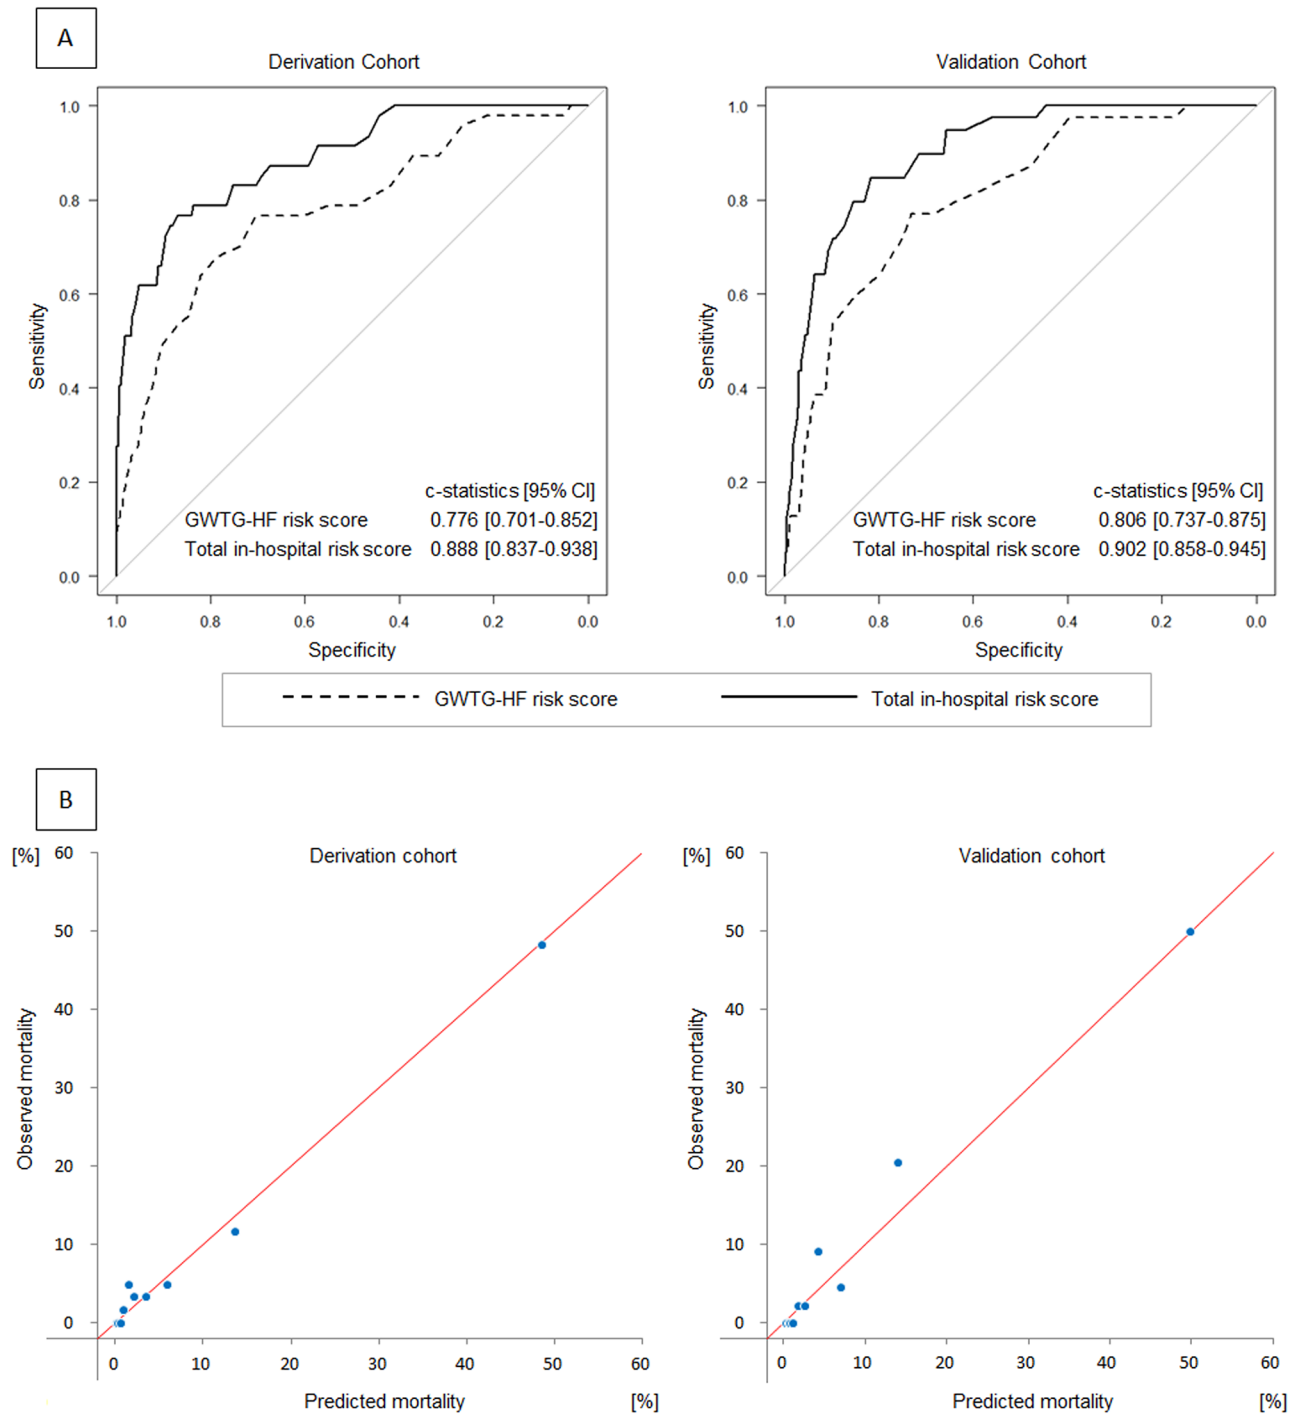 A
Derivation Cohort
Validation Cohort
1.0
0.8
0.6
0.4
0.2
0.0
Sensitivity
c-statistics [95% CI]
GWTG-HF risk score 0.776 [0.701-0.852]
Total in-hospital risk score 0.888 [0.837-0.938]
1.0 0.8 0.6 0.4 0.2 0.0
Specificity
1.0
0.8
0.6
0.4
0.2
0.0
Sensitivity
c-statistics [95% CI]
GWTG-HF risk score 0.806 [0.737-0.875]
Total in-hospital risk score 0.902 [0.858-0.945]
1.0 0.8 0.6 0.4 0.2 0.0
Specificity
GWTG-HF risk score Total in-hospital risk score
B
[%]
Derivation cohort
60
50
40
30
20
10
0
Observed mortality
0 10 20 30 40 50 60
Predicted mortality [%]
[%]
Validation cohort
60
50
40
30
20
10
0
Observed mortality
0 10 20 30 40 50 60
Predicted mortality [%]